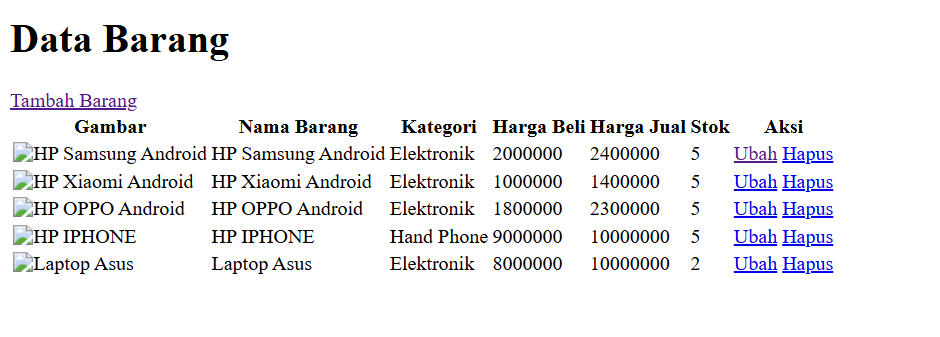 Data Barang
Tambah Barang
Gambar Nama Barang Kategori Harga Beli Harga Jual Stok Aksi
HP Samsung Android HP Samsung Android Elektronik 2000000 2400000 5 Ubah Hapus
HP Xiaomi Android HP Xiaomi Android Elektronik 1000000 1400000 5 Ubah Hapus
HP OPPO Android HP OPPO Android Elektronik 1800000 2300000 5 Ubah Hapus
HP IPHONE HP IPHONE Hand Phone 9000000 10000000 5 Ubah Hapus
Laptop Asus Laptop Asus Elektronik 8000000 10000000 2 Ubah Hapus